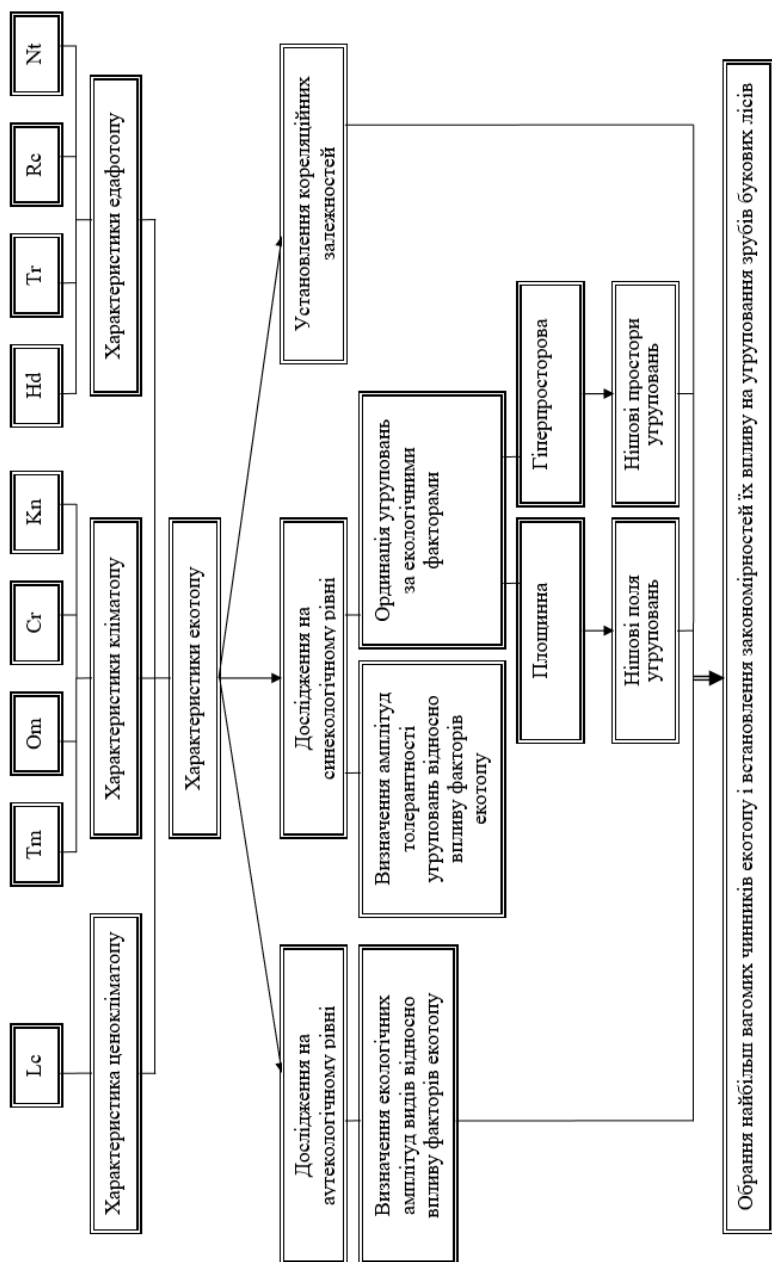 Lc
Tm
Om
Cr
Kn
Hd
Tr
Rc
Nt
Характеристика ценокліматопу
Характеристики кліматопу
Характеристики едафотопу
Характеристики екотопу
Дослідження на
аутекологічному рівні
Дослідження на
синекологічному рівні
Установлення кореляційних
залежностей
Визначення екологічних
амплітуд видів відносно
впливу факторів екотопу
Визначення амплітуд
толерантності
угруповань відносно
впливу факторів
екотопу
Ординація угруповань
за екологічними
факторами
Площинна
Гіперпросторова
Нішові поля
угруповань
Нішові простори
угруповань
Обрання найбільш вагомих чинників екотопу і встановлення закономірностей їх впливу на угруповання зрубів букових лісів